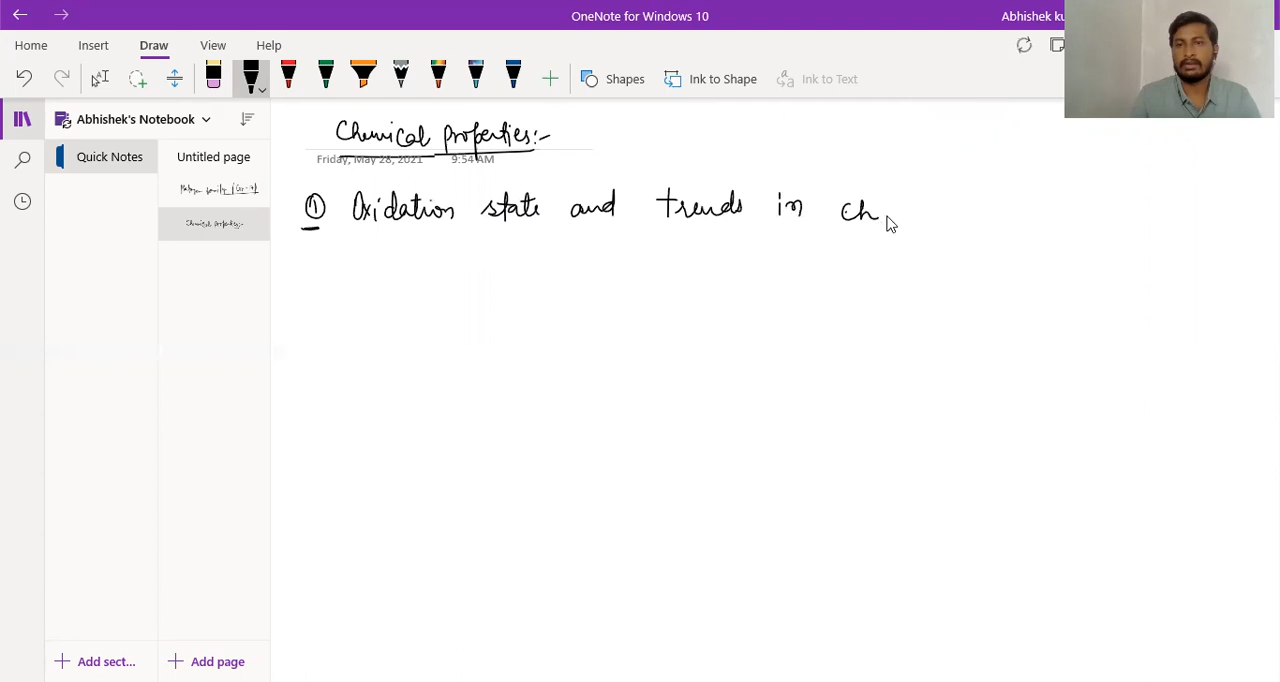 OneNote for Windows 10
Abhishek ku
Home Insert Draw View Help
Shapes Ink to Shape Ink to Text
Abhishek's Notebook
Quick Notes
Untitled page
Chemical Properties:-
Chemical Properties:-
Friday, May 28, 2021 9:54 AM
① Oxidation state and trends in ch
Add sect... Add page